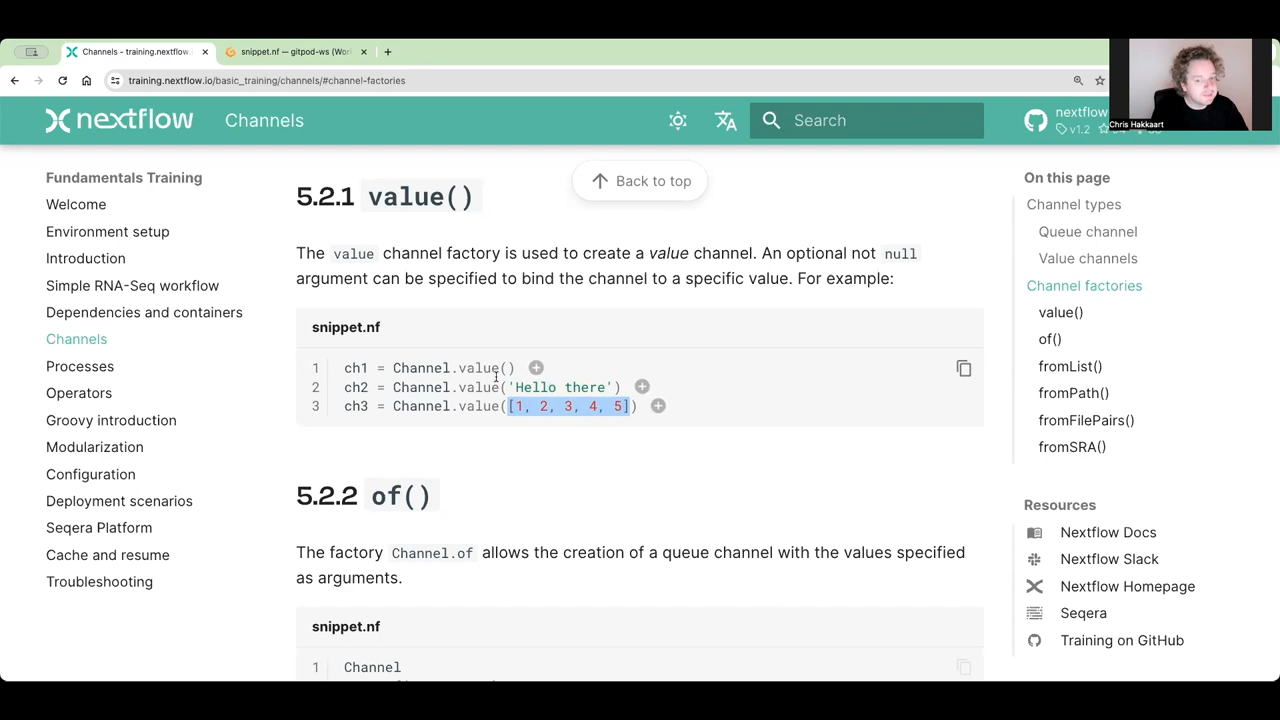 Channels - training.nextflow.
snippet.nf — gitpod-ws (Wor
training.nextflow.io/basic_training/channels/#channel-factories
nextflow
Channels
Search
nextflow
v1.2
Chris Hakkaart
Fundamentals Training
Welcome
Environment setup
Introduction
Simple RNA-Seq workflow
Dependencies and containers
Channels
Processes
Operators
Groovy introduction
Modularization
Configuration
Deployment scenarios
Seqera Platform
Cache and resume
Troubleshooting
Back to top
5.2.1 value()
The value channel factory is used to create a value channel. An optional not null
argument can be specified to bind the channel to a specific value. For example:
snippet.nf
1 ch1 = Channel.value()
2 ch2 = Channel.value('Hello there')
3 ch3 = Channel.value([1, 2, 3, 4, 5])
5.2.2 of()
The factory Channel.of allows the creation of a queue channel with the values specified
as arguments.
snippet.nf
1 Channel
On this page
Channel types
Queue channel
Value channels
Channel factories
value()
of()
fromList()
fromPath()
fromFilePairs()
fromSRA()
Resources
Nextflow Docs
Nextflow Slack
Nextflow Homepage
Seqera
Training on GitHub